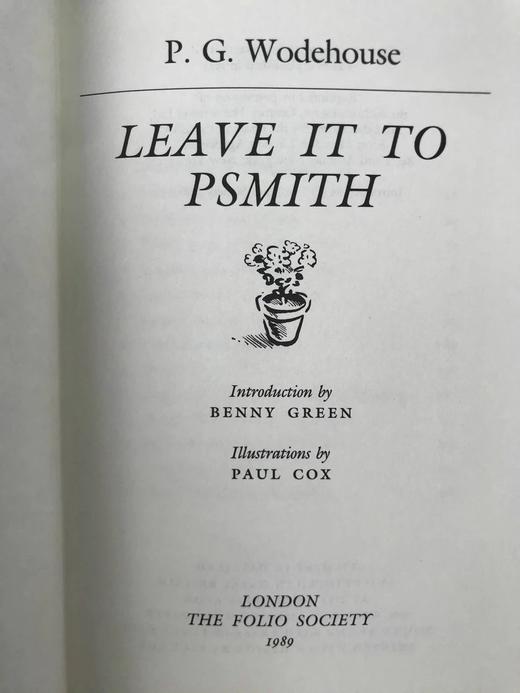 P. G. Wodehouse
LEAVE IT TO
PSMITH
Introduction by
BENNY GREEN
Illustrations by
PAUL COX
LONDON
THE FOLIO SOCIETY
1989